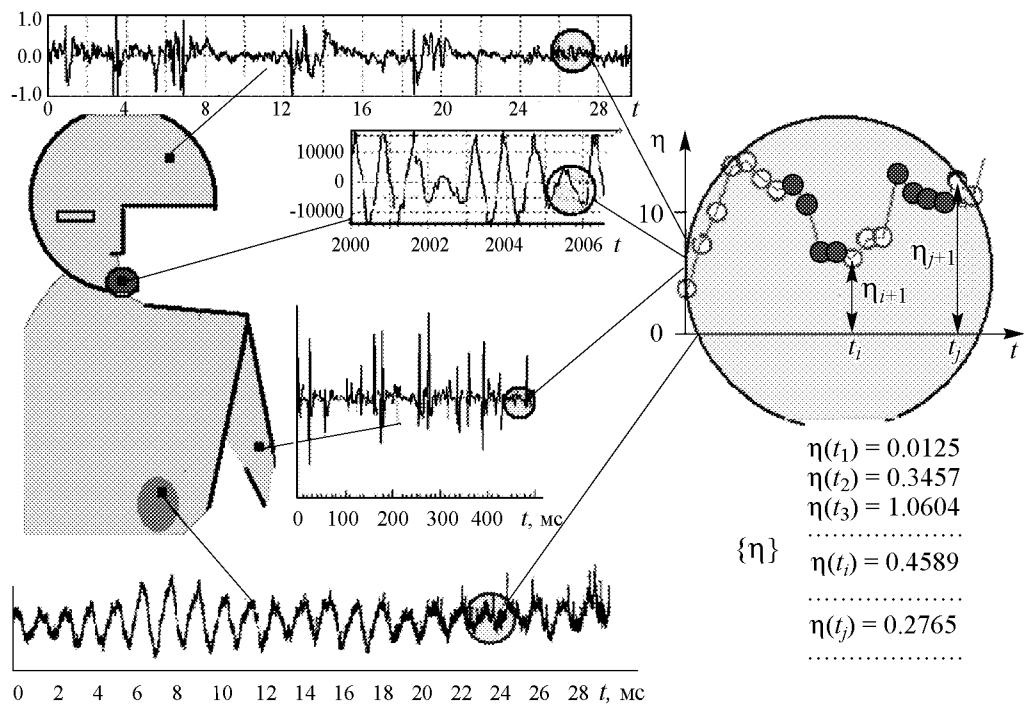 1.0
0.0
-1.0
0 4 8 12 16 20 24 28 t
10000
0
-10000
2000 2002 2004 2006 t
η
10
0
η_{i+1}
η_{j+1}
t_i t_j t
0 100 200 300 400 t, мс
η(t_1) = 0.0125
η(t_2) = 0.3457
η(t_3) = 1.0604
..................
{η} η(t_i) = 0.4589
..................
η(t_j) = 0.2765
..................
0 2 4 6 8 10 12 14 16 18 20 22 24 26 28 t, мс